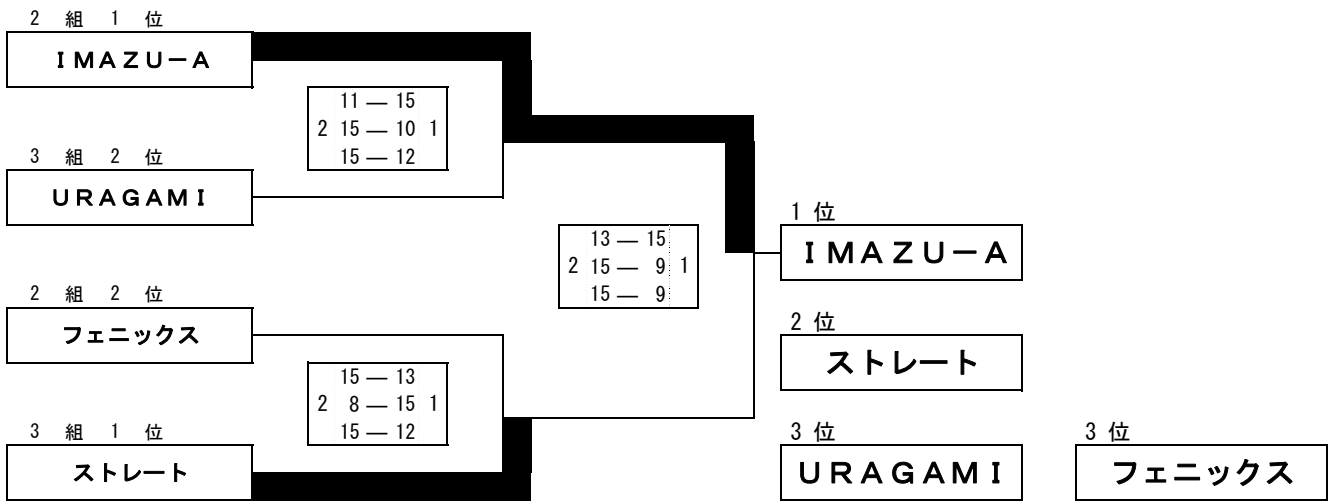 ２ 組 １ 位
ＩＭＡＺＵ－Ａ
11 ― 15
2 15 ― 10 1
15 ― 12
３ 組 ２ 位
ＵＲＡＧＡＭＩ
２ 組 ２ 位
フェニックス
15 ― 13
2 8 ― 15 1
15 ― 12
３ 組 １ 位
ストレート
13 ― 15
2 15 ― 9 1
15 ― 9
１ 位
ＩＭＡＺＵ－Ａ
２ 位
ストレート
３ 位
ＵＲＡＧＡＭＩ
３ 位
フェニックス